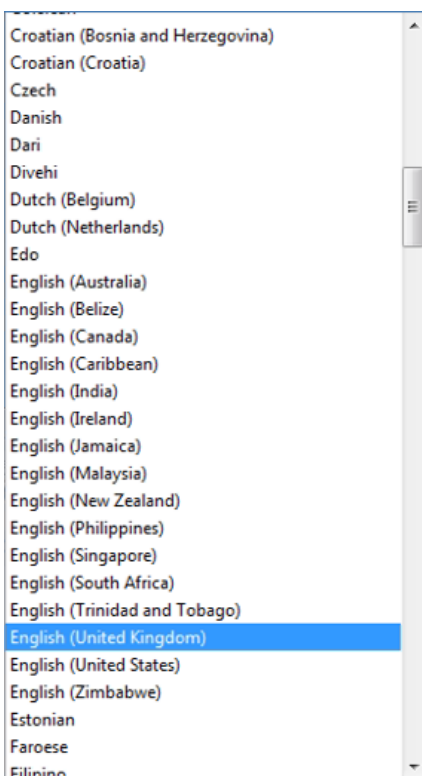 Croatian (Bosnia and Herzegovina)
Croatian (Croatia)
Czech
Danish
Dari
Divehi
Dutch (Belgium)
Dutch (Netherlands)
Edo
English (Australia)
English (Belize)
English (Canada)
English (Caribbean)
English (India)
English (Ireland)
English (Jamaica)
English (Malaysia)
English (New Zealand)
English (Philippines)
English (Singapore)
English (South Africa)
English (Trinidad and Tobago)
English (United Kingdom)
English (United States)
English (Zimbabwe)
Estonian
Faroese
Filipino